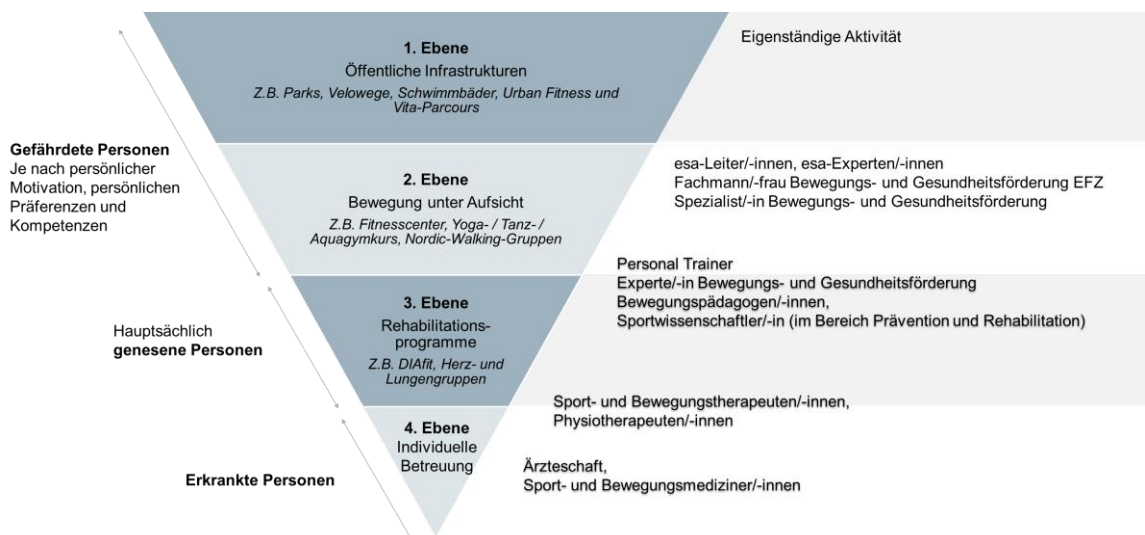 1. Ebene
Öffentliche Infrastrukturen
Z.B. Parks, Velowege, Schwimmbäder, Urban Fitness und
Vita-Parcours
Eigenständige Aktivität
Gefährdete Personen
Je nach persönlicher
Motivation, persönlichen
Präferenzen und
Kompetenzen
2. Ebene
Bewegung unter Aufsicht
Z.B. Fitnesscenter, Yoga- / Tanz- /
Aquagymkurs, Nordic-Walking-Gruppen
esa-Leiter/-innen, esa-Experten/-innen
Fachmann/-frau Bewegungs- und Gesundheitsförderung EFZ
Spezialist/-in Bewegungs- und Gesundheitsförderung
Personal Trainer
Experte/-in Bewegungs- und Gesundheitsförderung
Bewegungspädagogen/-innen,
Sportwissenschaftler/-in (im Bereich Prävention und Rehabilitation)
Hauptsächlich
genesene Personen
3. Ebene
Rehabilitations-
programme
Z.B. DIAfit, Herz- und
Lungengruppen
Sport- und Bewegungstherapeuten/-innen,
Physiotherapeuten/-innen
4. Ebene
Individuelle
Betreuung
Erkrankte Personen
Ärzteschaft,
Sport- und Bewegungsmediziner/-innen